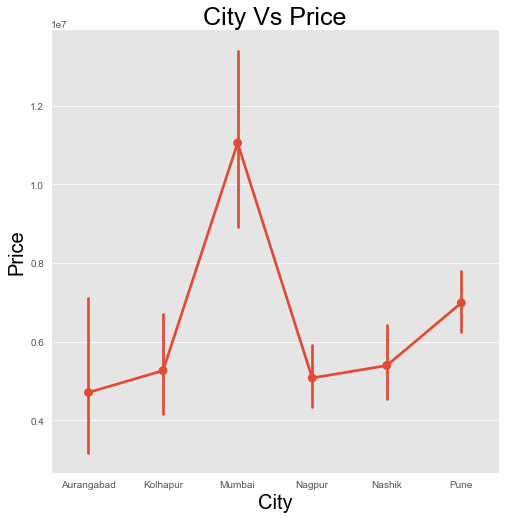 City Vs Price
1e7
1.2
1.0
0.8
0.6
0.4
Price
Aurangabad Kolhapur Mumbai Nagpur Nashik Pune
City